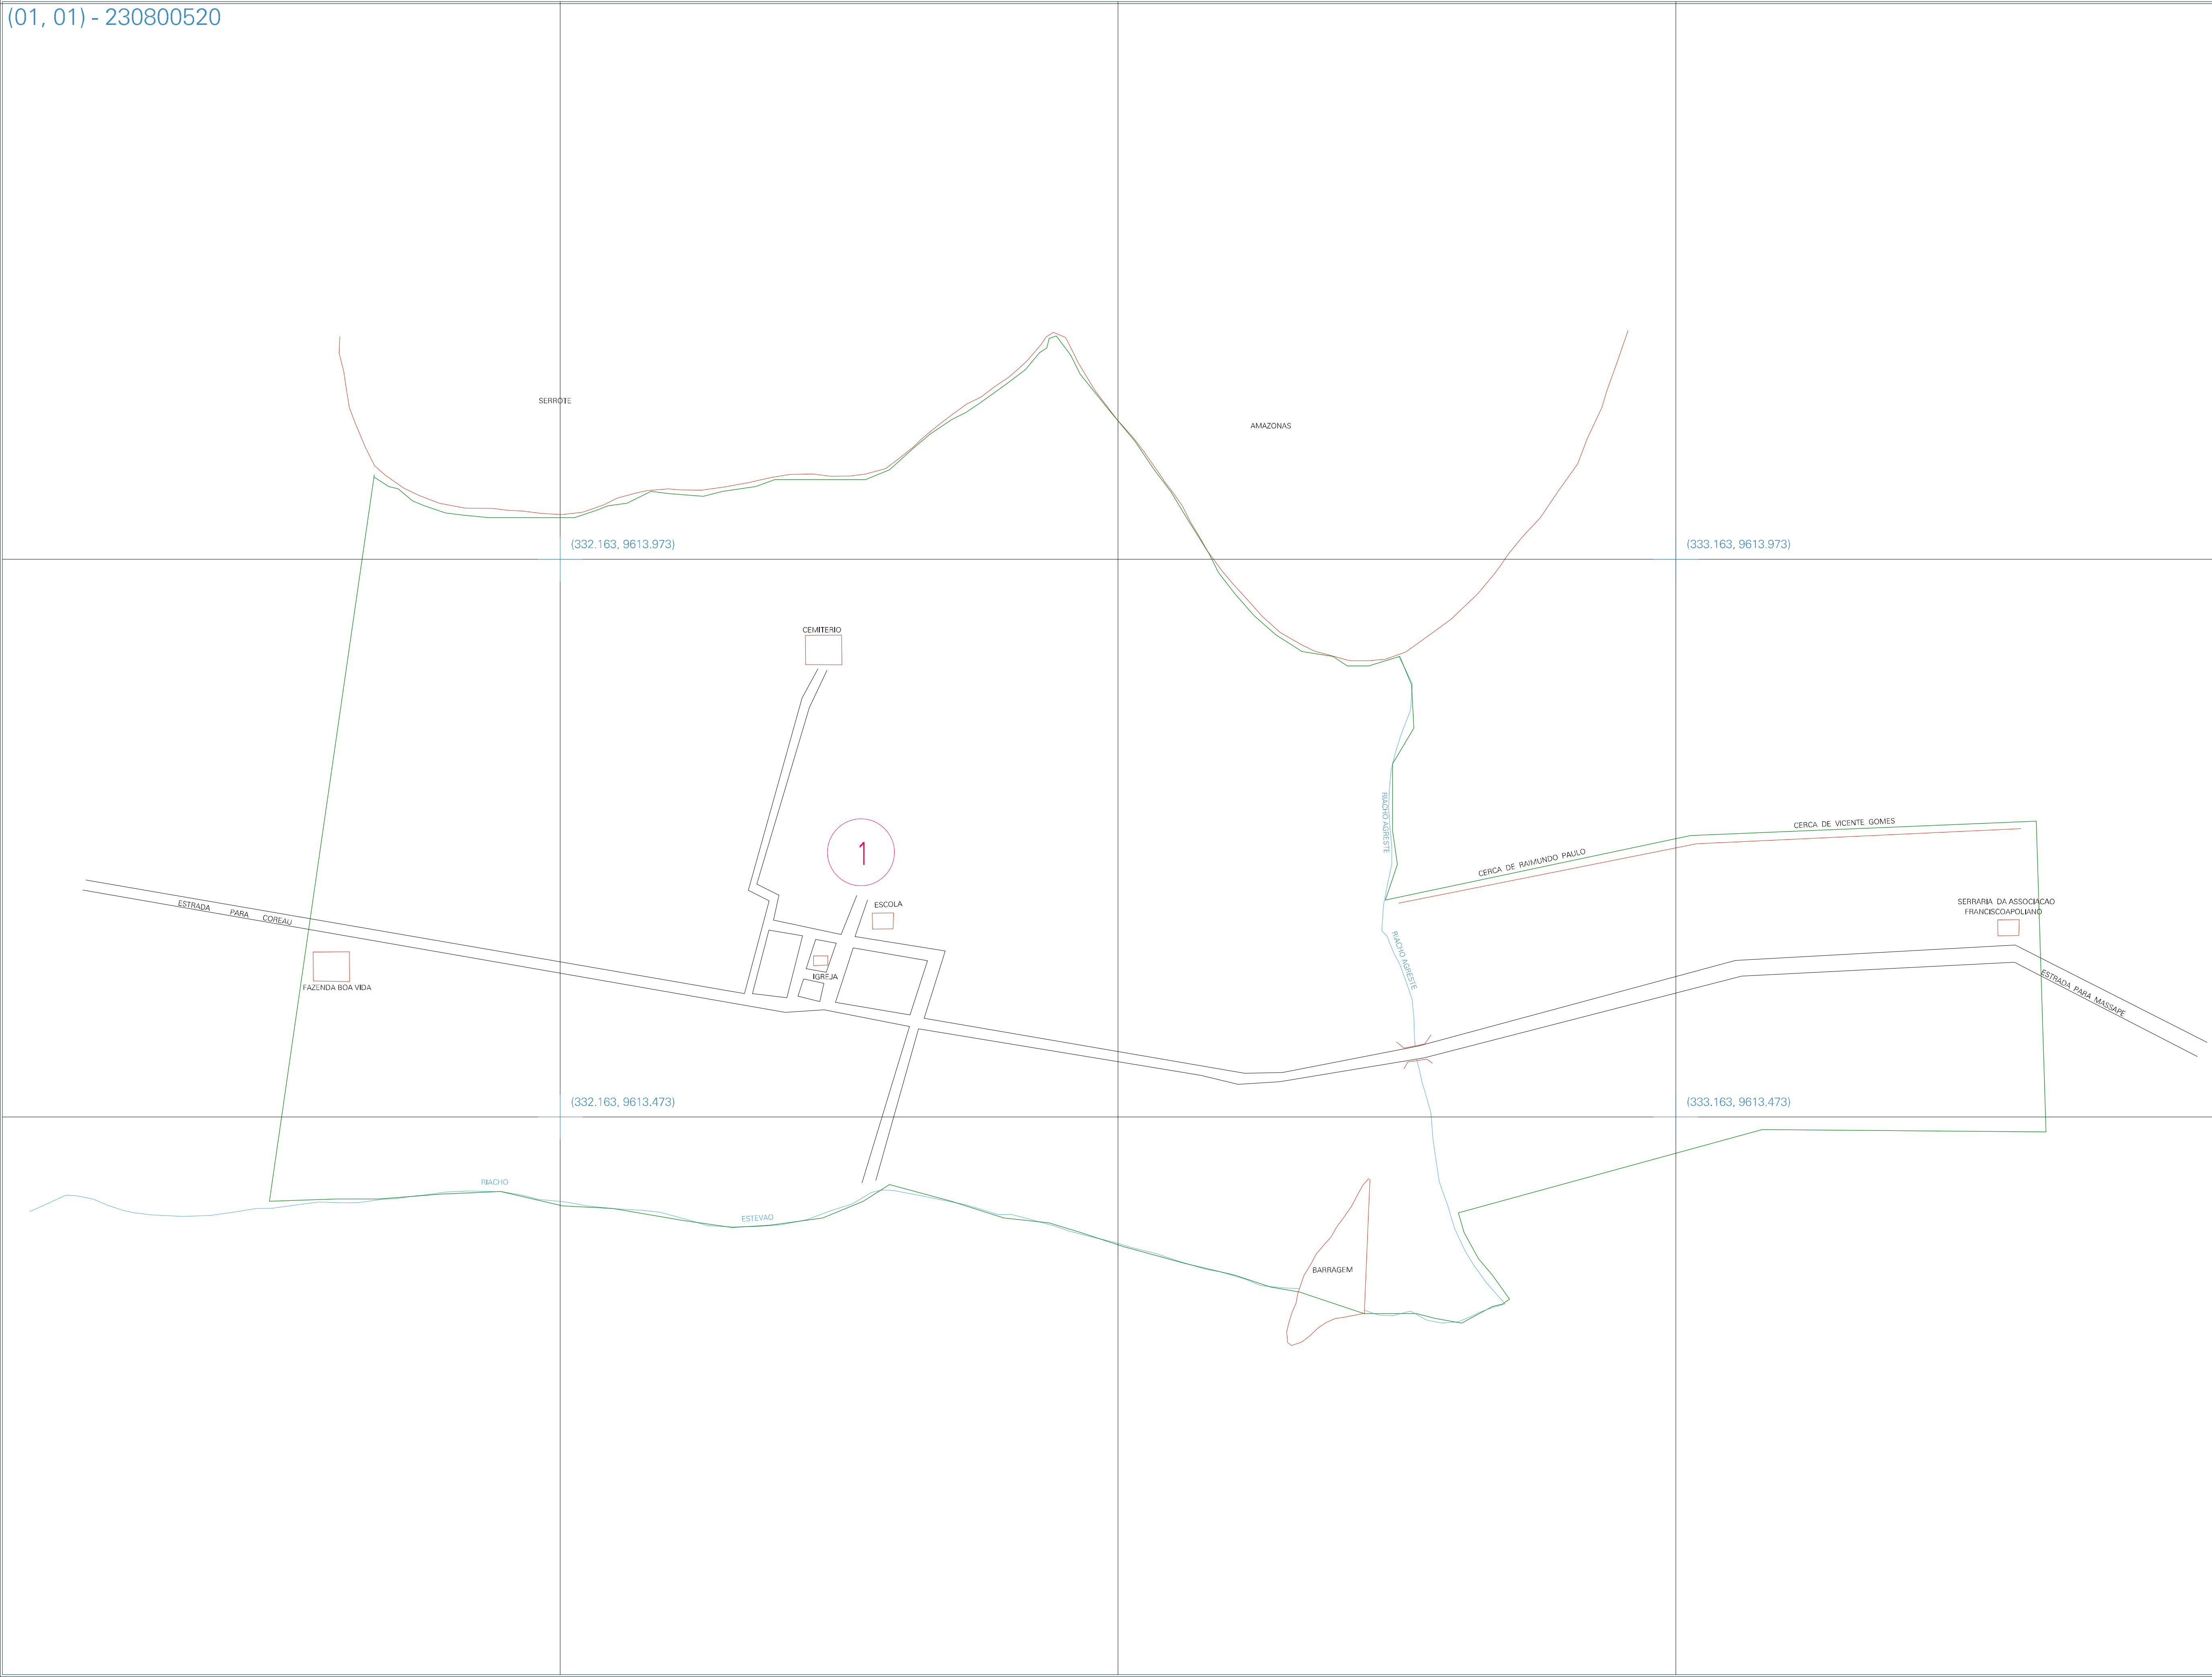 (01, 01) - 230800520
SERROTE
AMAZONAS
(332.163, 9613.973)
(333.163, 9613.973)
CEMITERIO
RIACHO AGRESTE
CERCA DE VICENTE GOMES
CERCA DE RAIMUNDO PAULO
1
ESCOLA
SERRARIA DA ASSOCIACAO
FRANCISCOAPOLIANO
ESTRADA PARA COREAU
RIACHO AGRESTE
IGREJA
FAZENDA BOA VIDA
ESTRADA PARA MASSAPE
(332.163, 9613.473)
(333.163, 9613.473)
RIACHO
ESTEVAO
BARRAGEM